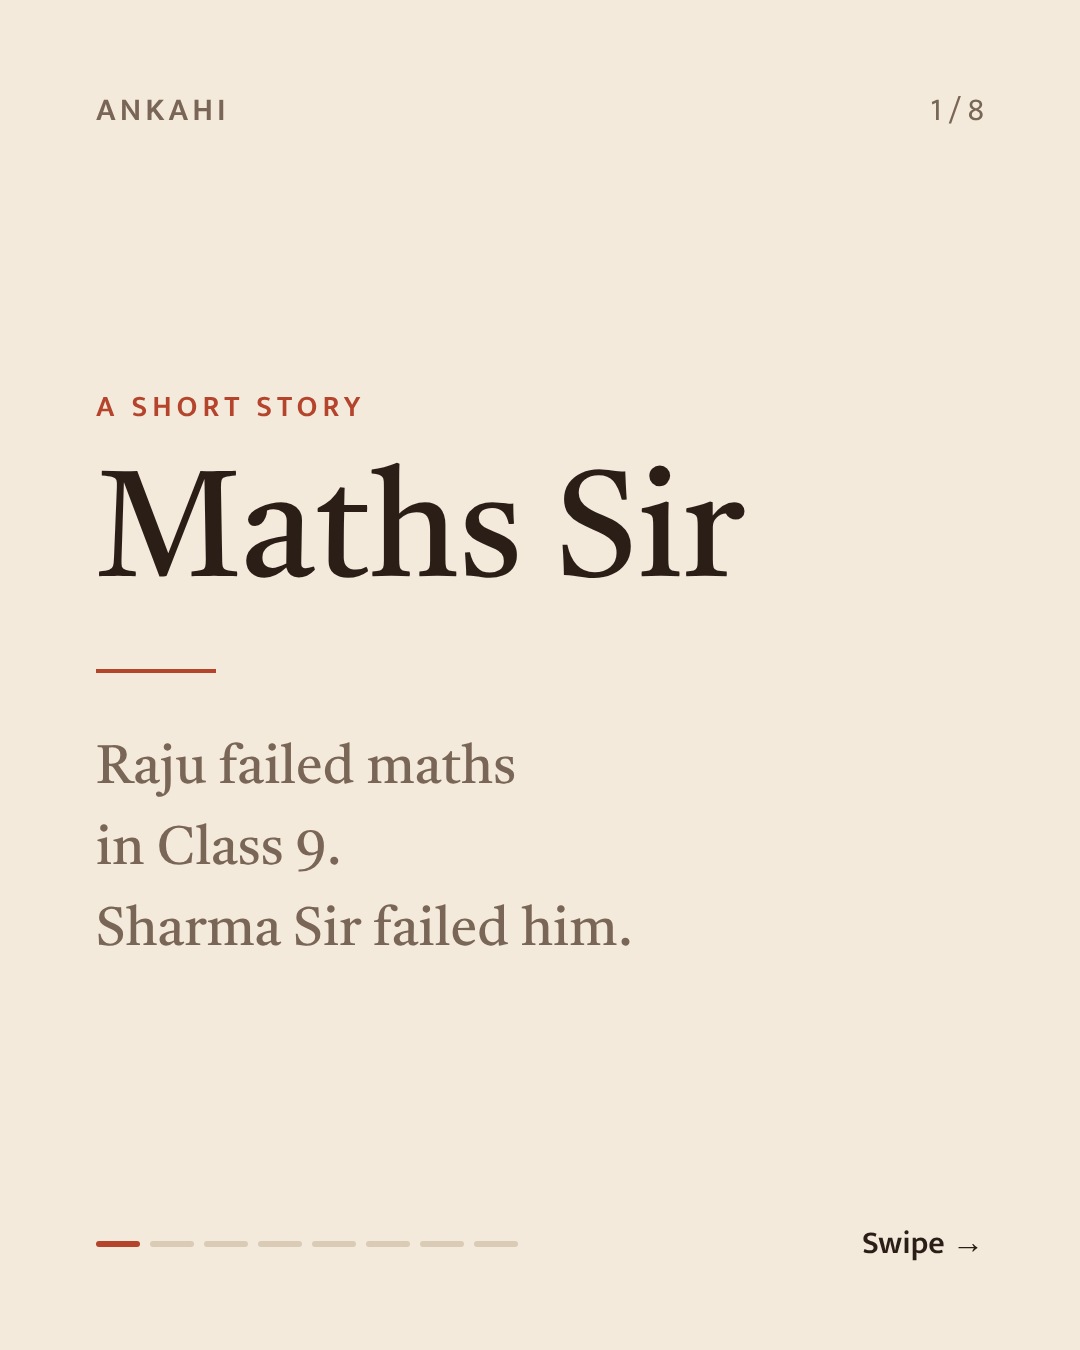 ANKAHI
1 / 8
A SHORT STORY
Maths Sir
Raju failed maths
in Class 9.
Sharma Sir failed him.
Swipe →